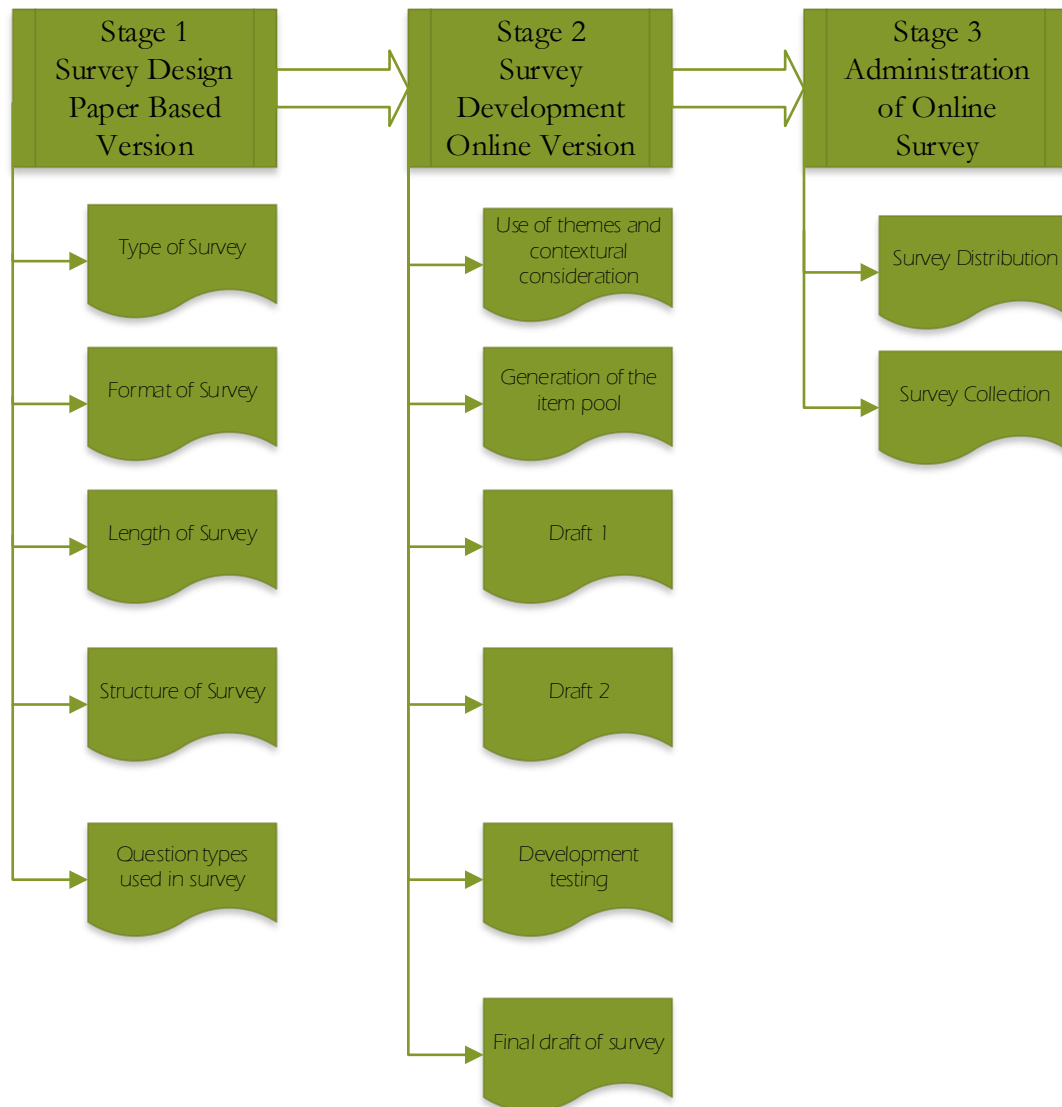 Stage 1
Survey Design
Paper Based
Version
Type of Survey
Format of Survey
Length of Survey
Structure of Survey
Question types
used in survey
Stage 2
Survey
Development
Online Version
Use of themes and
contextural
consideration
Generation of the
item pool
Draft 1
Draft 2
Development
testing
Final draft of survey
Stage 3
Administration
of Online
Survey
Survey Distribution
Survey Collection